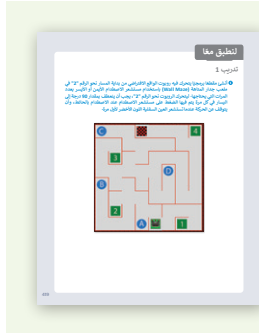 لنطبق معًا
تدريب 1
أنشئ مقطعًا برمجيًا يتحرك فيه روبوت الواقع الافتراضي من بداية المسار نحو الرقم "3" في
ملعب جدار المتاهة (Wall Maze) باستخدام مستشعر الاصطدام الأيمن أو الأيسر بعدد
المرات التي يحتاجها. ليتحرك الروبوت نحو الرقم "3"، يجب أن ينعطف بمقدار 90 درجة إلى
اليسار في كل مرة يتم فيها الضغط على مستشعر الاصطدام عند الاصطدام بالحائط، وأن
يتوقف عن الحركة عندما تستشعر العين السفلية اللون الأخضر لأول مرة.
C 4
3
D
B
2
A 1